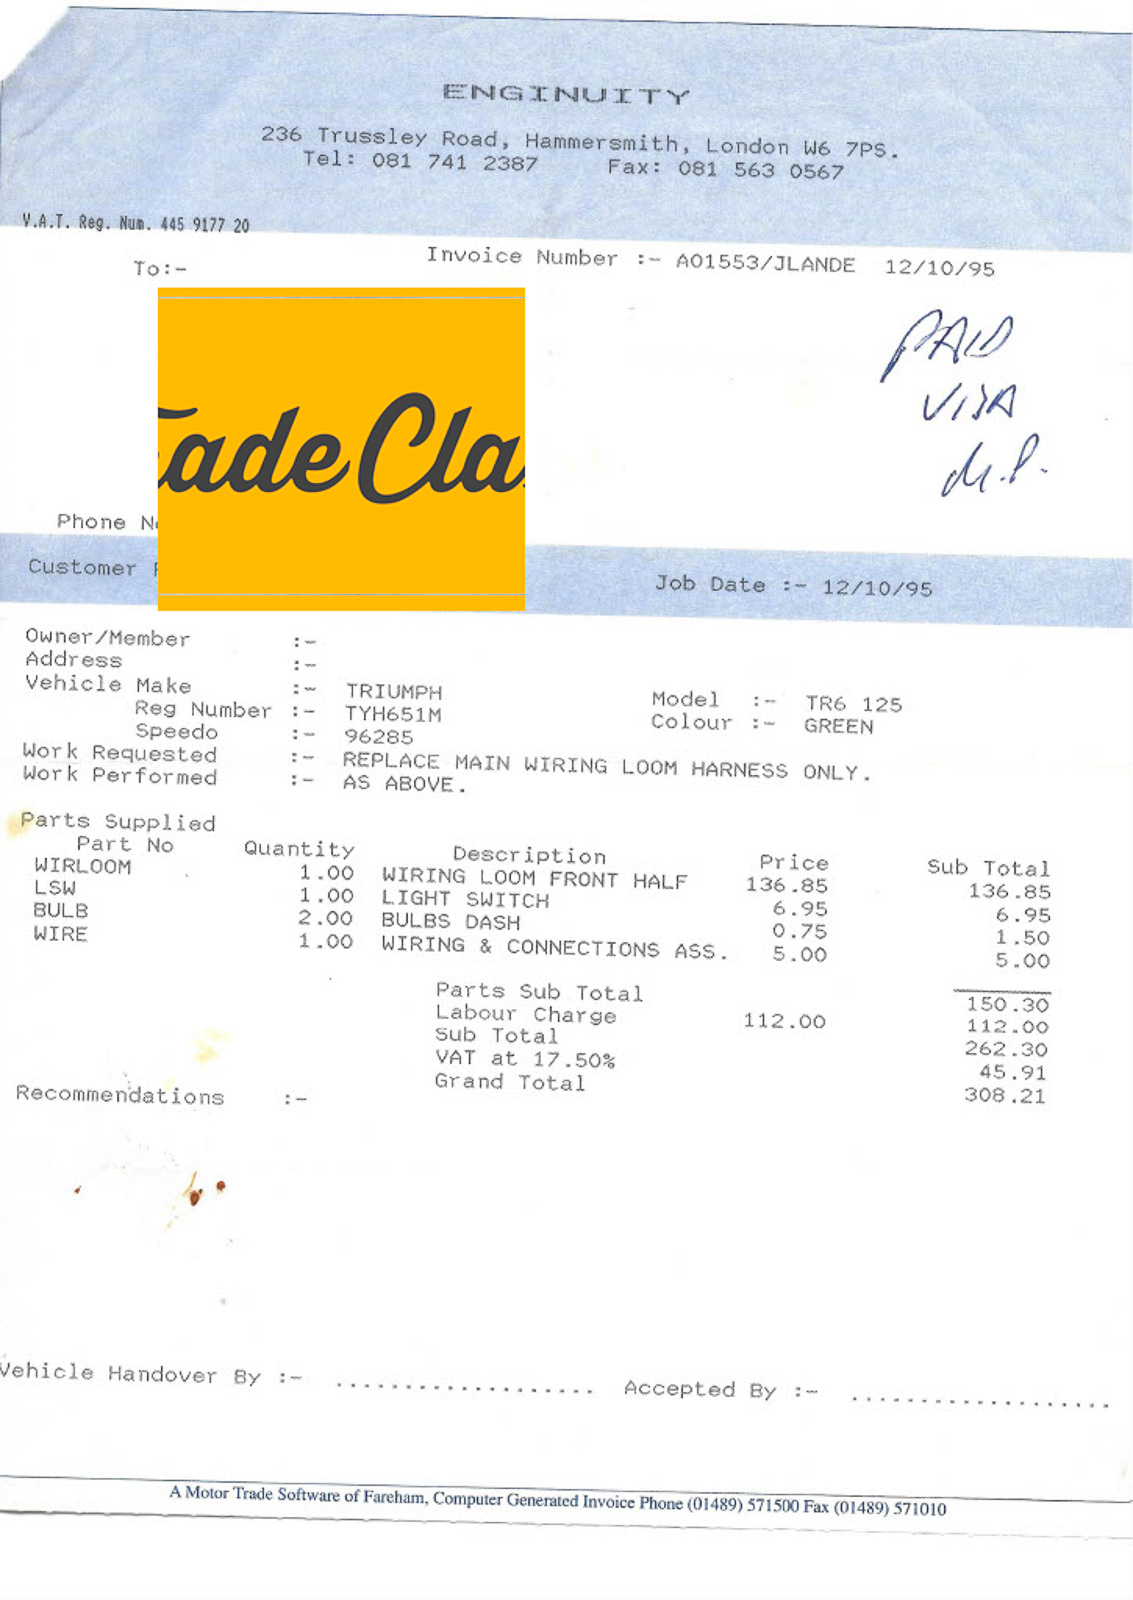 ENGINUITY
236 Trussley Road, Hammersmith, London W6 7PS.
Tel: 081 741 2387 Fax: 081 563 0567
V.A.T. Reg. Num. 445 9177 20
To:- Invoice Number :- A01553/JLANDE 12/10/95
PAID
VISA
ade Cla
Phone N
Customer
Job Date :- 12/10/95
Owner/Member :-
Address :-
Vehicle Make :- TRIUMPH Model :- TR6 125
Reg Number :- TYH651M Colour :- GREEN
Speedo :- 96285
Work Requested :- REPLACE MAIN WIRING LOOM HARNESS ONLY.
Work Performed :- AS ABOVE.
Parts Supplied
Part No Quantity Description Price Sub Total
WIRLOOM 1.00 WIRING LOOM FRONT HALF 136.85 136.85
LSW 1.00 LIGHT SWITCH 6.95 6.95
BULB 2.00 BULBS DASH 0.75 1.50
WIRE 1.00 WIRING & CONNECTIONS ASS. 5.00 5.00
Parts Sub Total 150.30
Labour Charge 112.00 112.00
Sub Total 262.30
VAT at 17.50% 45.91
Grand Total 308.21
Recommendations :-
Vehicle Handover By :- ................... Accepted By :- ...................
A Motor Trade Software of Fareham, Computer Generated Invoice Phone (01489) 571500 Fax (01489) 571010